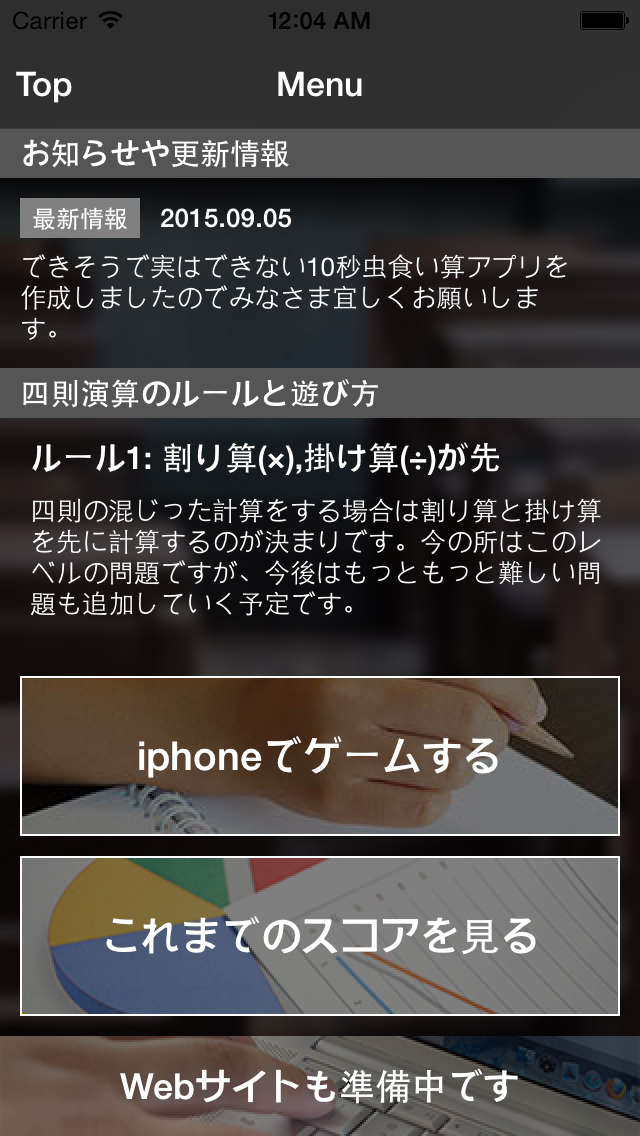 Carrier 12:04 AM
Top Menu
お知らせや更新情報
最新情報 2015.09.05
できそうで実はできない10秒虫食い算アプリを
作成しましたのでみなさま宜しくお願いしま
す。
四則演算のルールと遊び方
ルール1: 割り算(×),掛け算(÷)が先
四則の混じった計算をする場合は割り算と掛け算
を先に計算するのが決まりです。今の所はこのレ
ベルの問題ですが、今後はもっともっと難しい問
題も追加していく予定です。
iphoneでゲームする
これまでのスコアを見る
Webサイトも準備中です